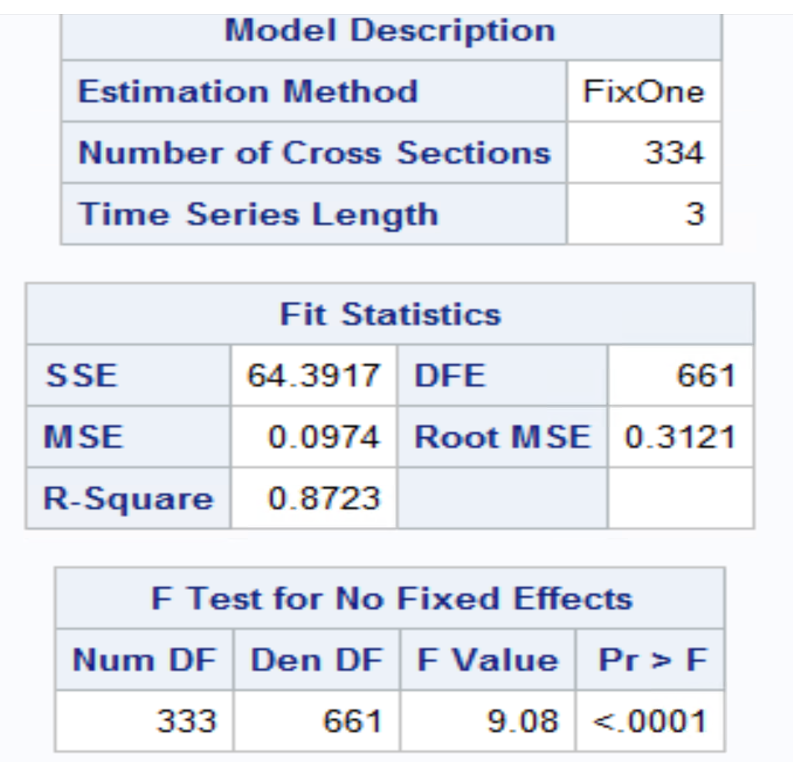 Model Description
Estimation Method FixOne
Number of Cross Sections 334
Time Series Length 3
Fit Statistics
SSE 64.3917 DFE 661
MSE 0.0974 Root MSE 0.3121
R-Square 0.8723
F Test for No Fixed Effects
Num DF Den DF F Value Pr > F
333 661 9.08 <.0001